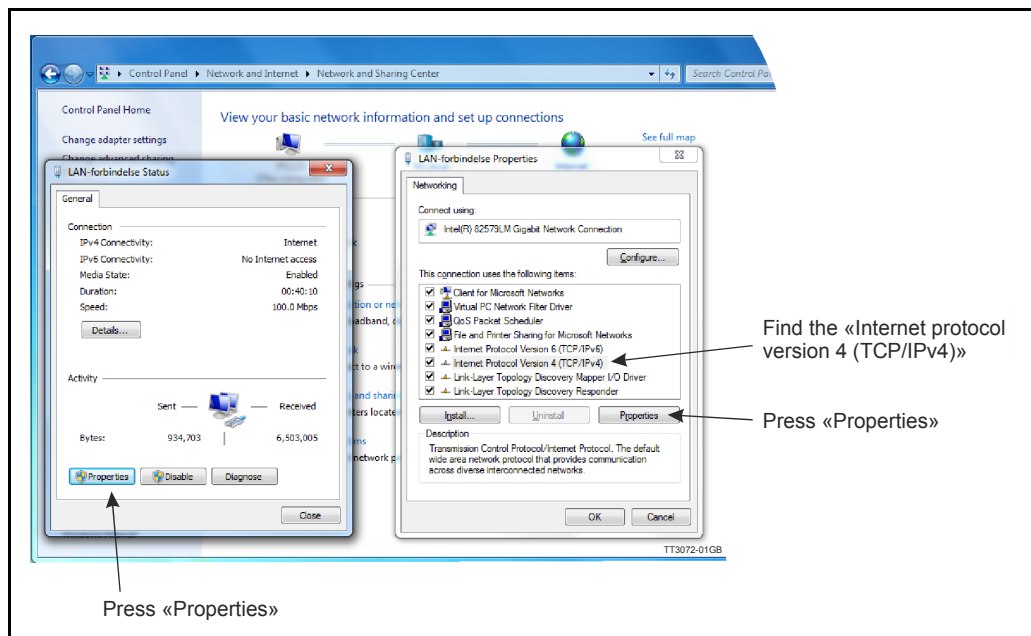 Control Panel
Network and Internet
Network and Sharing Center
Search Control Pa
Control Panel Home
Change adapter settings
Change advanced sharing
View your basic network information and set up connections
See full map
LAN-forbindelse Status
General
Connection
IPv4 Connectivity: Internet
IPv6 Connectivity: No Internet access
Media State: Enabled
Duration: 00:40:10
Speed: 100.0 Mbps
Details...
Activity
Sent — Received
Bytes: 934,703 6,503,005
Properties Disable Diagnose
Close
LAN-forbindelse Properties
Networking
Connect using:
Intel(R) 82579LM Gigabit Network Connection
Configure...
This connection uses the following items:
Client for Microsoft Networks
Virtual PC Network Filter Driver
QoS Packet Scheduler
File and Printer Sharing for Microsoft Networks
Internet Protocol Version 6 (TCP/IPv6)
Internet Protocol Version 4 (TCP/IPv4)
Link-Layer Topology Discovery Mapper I/O Driver
Link-Layer Topology Discovery Responder
Install... Uninstall Properties
Description
Transmission Control Protocol/Internet Protocol. The default
wide area network protocol that provides communication
across diverse interconnected networks.
OK Cancel
Find the «Internet protocol
version 4 (TCP/IPv4)»
Press «Properties»
TT3072-01GB
Press «Properties»